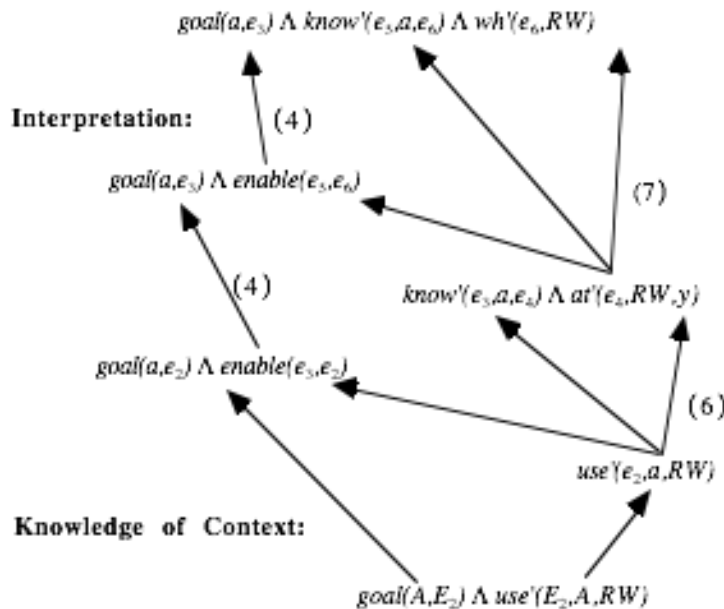 goal(a,e₅) Λ know'(e₅,a,e₆) Λ wh'(e₆,RW)
Interpretation:
(4)
goal(a,e₃) Λ enable(e₅,e₆)
(7)
(4)
know'(e₃,a,e₄) Λ at'(e₄,RW,y)
goal(a,e₂) Λ enable(e₃,e₂)
(6)
use'(e₂,a,RW)
Knowledge of Context:
goal(A,E₂) Λ use'(E₂,A,RW)